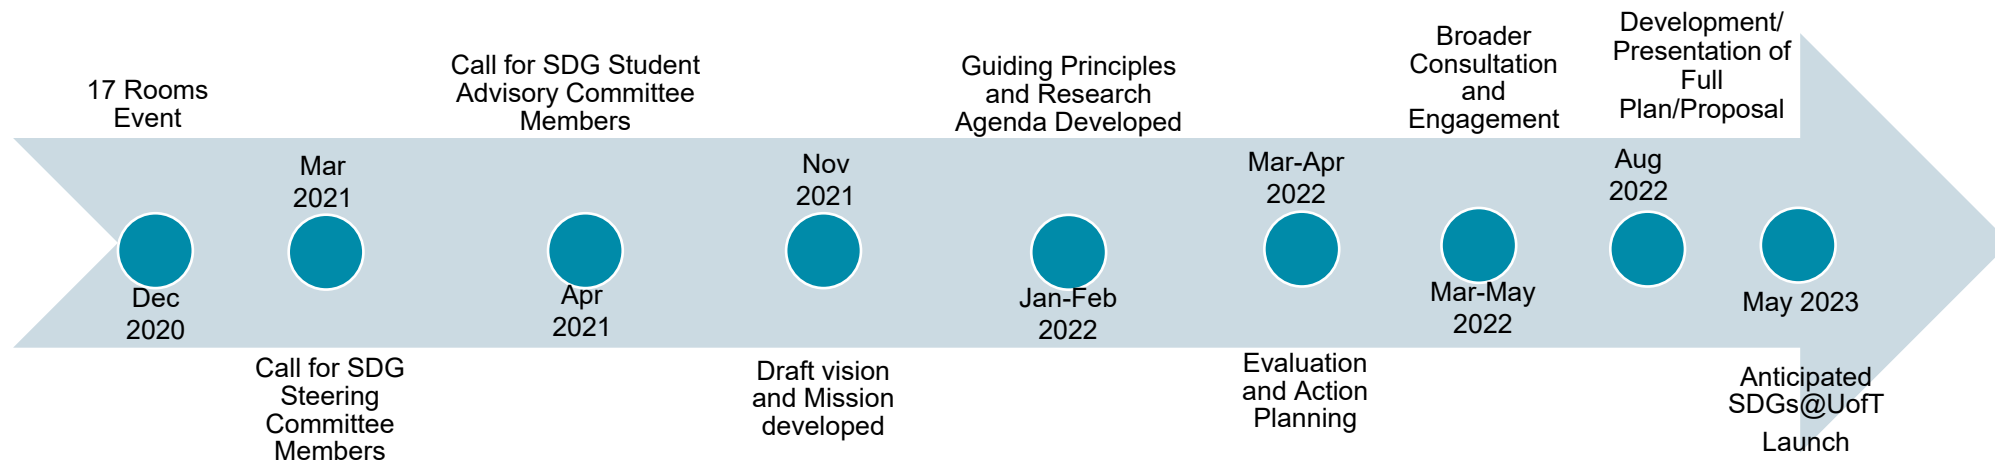 17 Rooms
Event
Dec
2020
Mar
2021
Call for SDG
Steering
Committee
Members
Call for SDG Student
Advisory Committee
Members
Apr
2021
Nov
2021
Draft vision
and Mission
developed
Guiding Principles
and Research
Agenda Developed
Jan-Feb
2022
Mar-Apr
2022
Evaluation
and Action
Planning
Broader
Consultation
and
Engagement
Mar-May
2022
Development/
Presentation of
Full
Plan/Proposal
Aug
2022
May 2023
Anticipated
SDGs@UofT
Launch